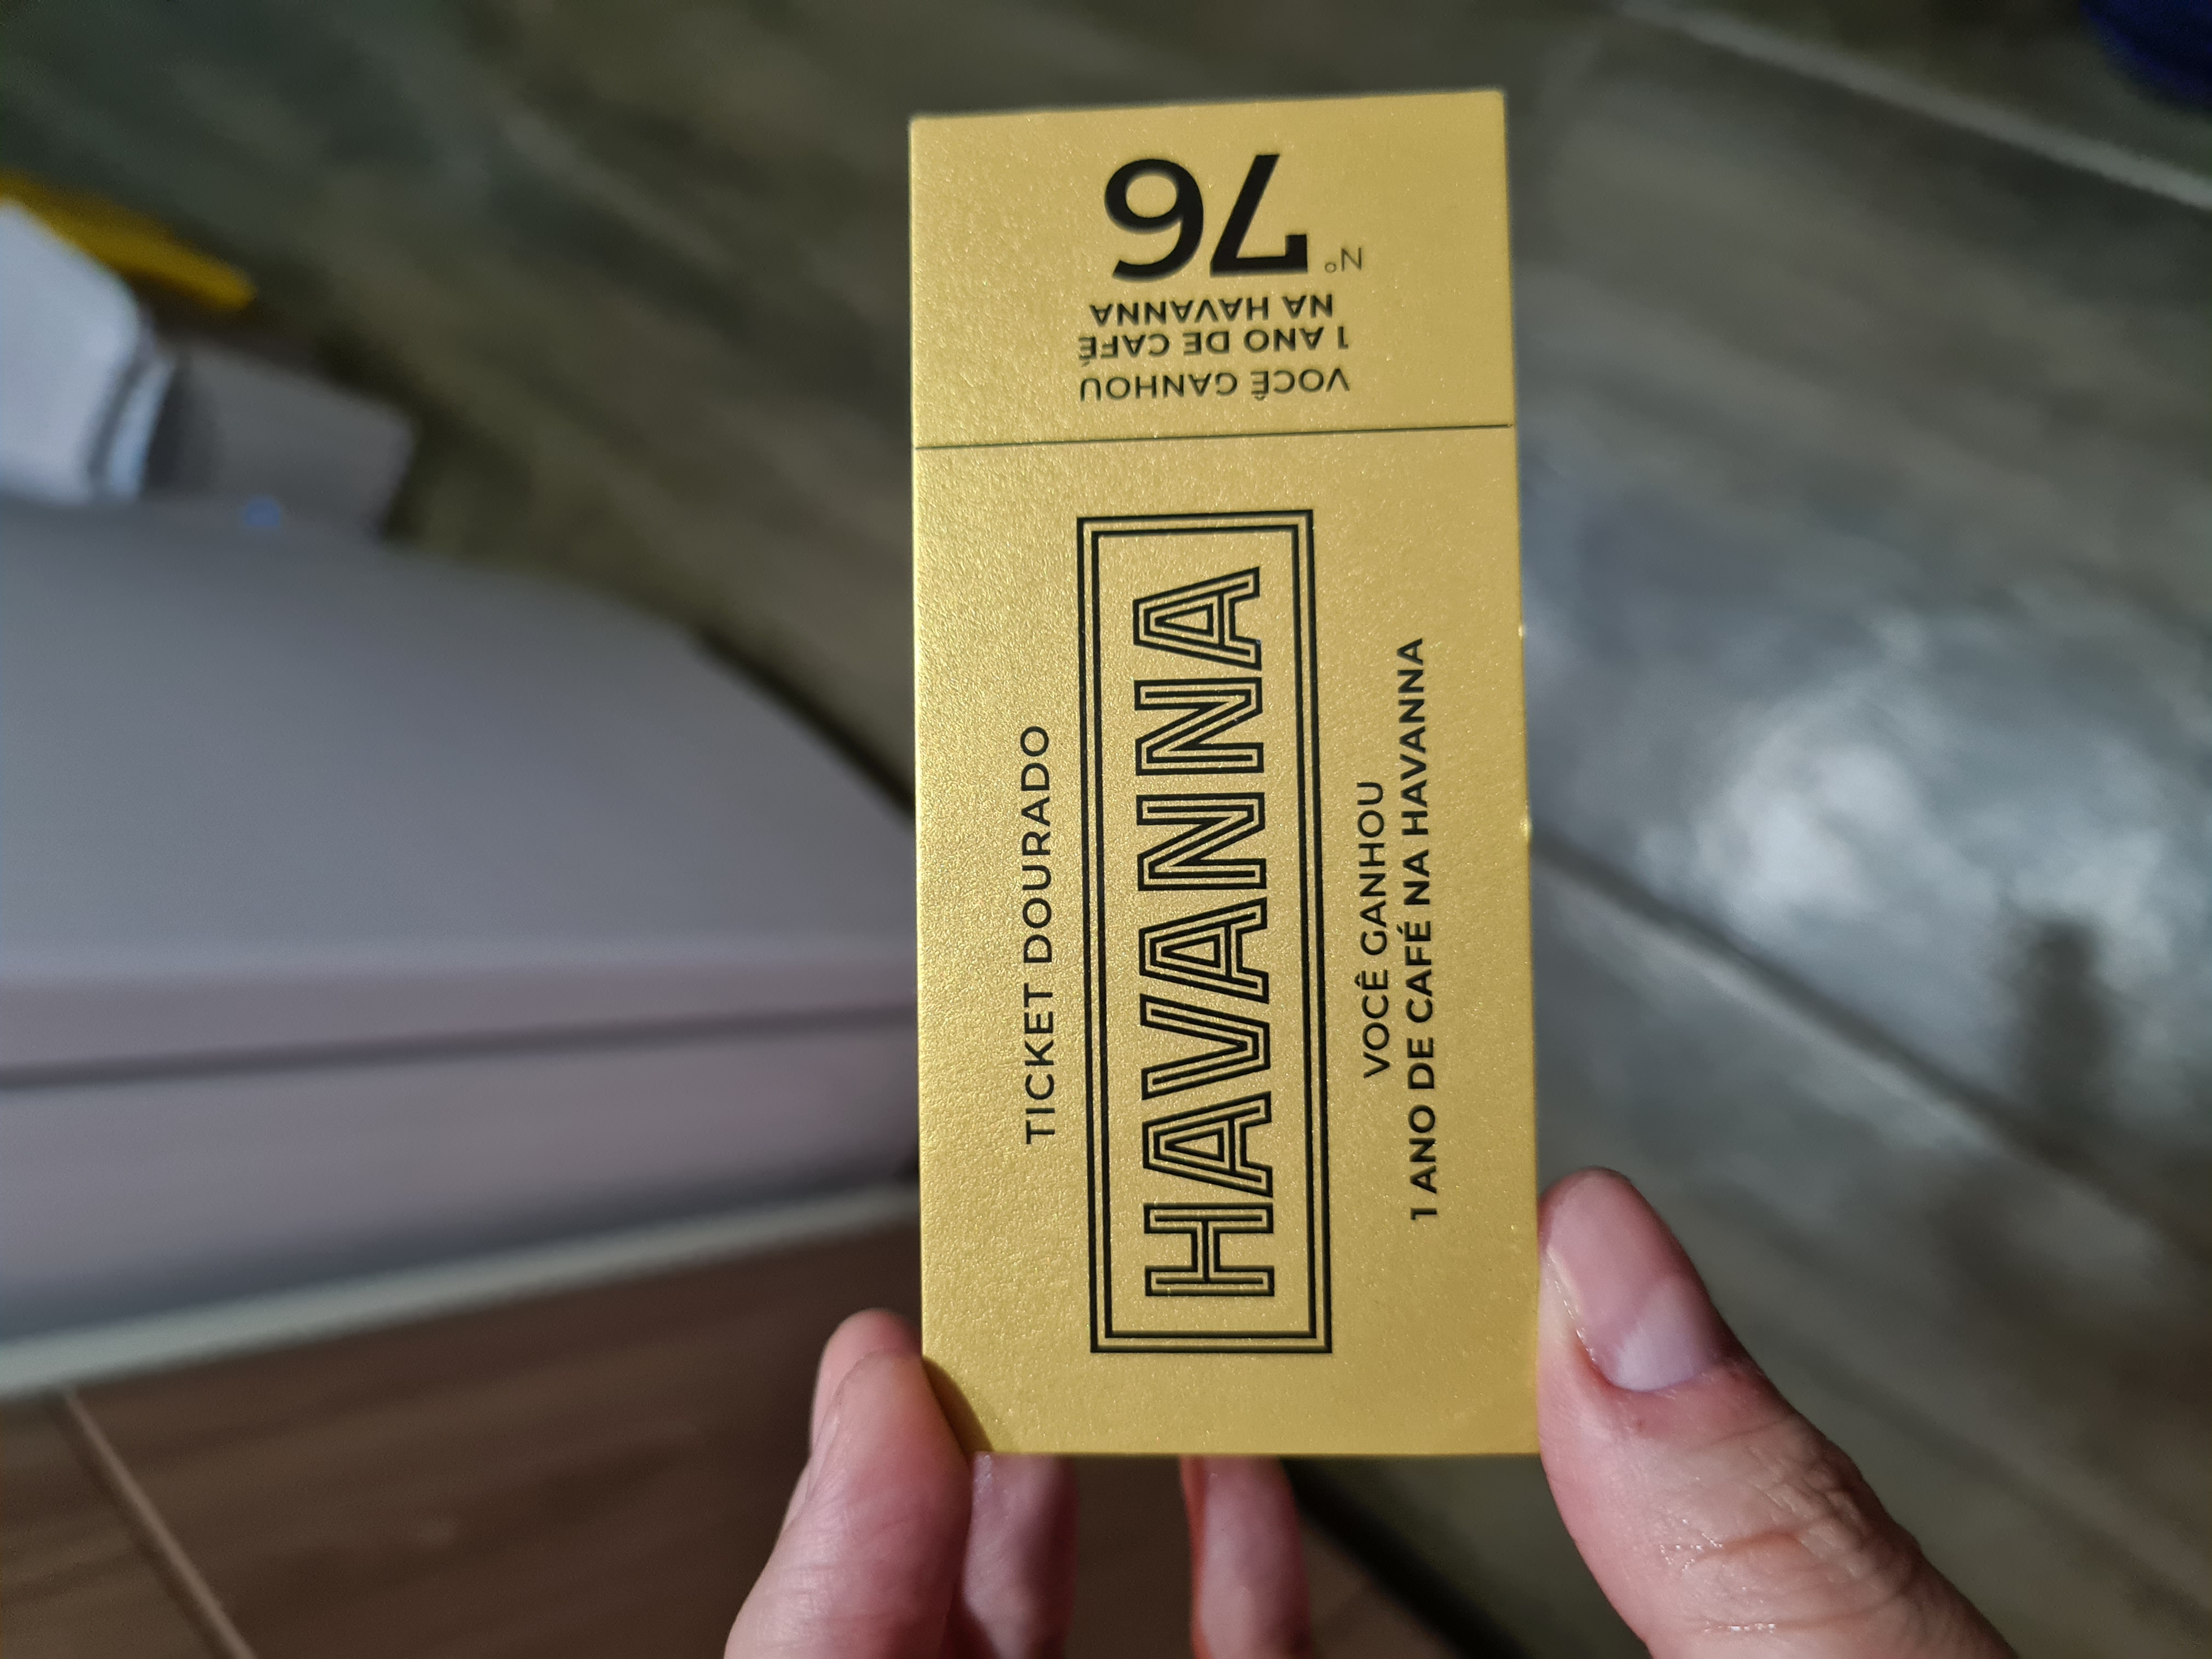 TICKET DOURADO
HAVANNA
VOCÊ GANHOU
1 ANO DE CAFÉ NA HAVANNA
VOCÊ GANHOU
1 ANO DE CAFÉ
NA HAVANNA
Nº 76